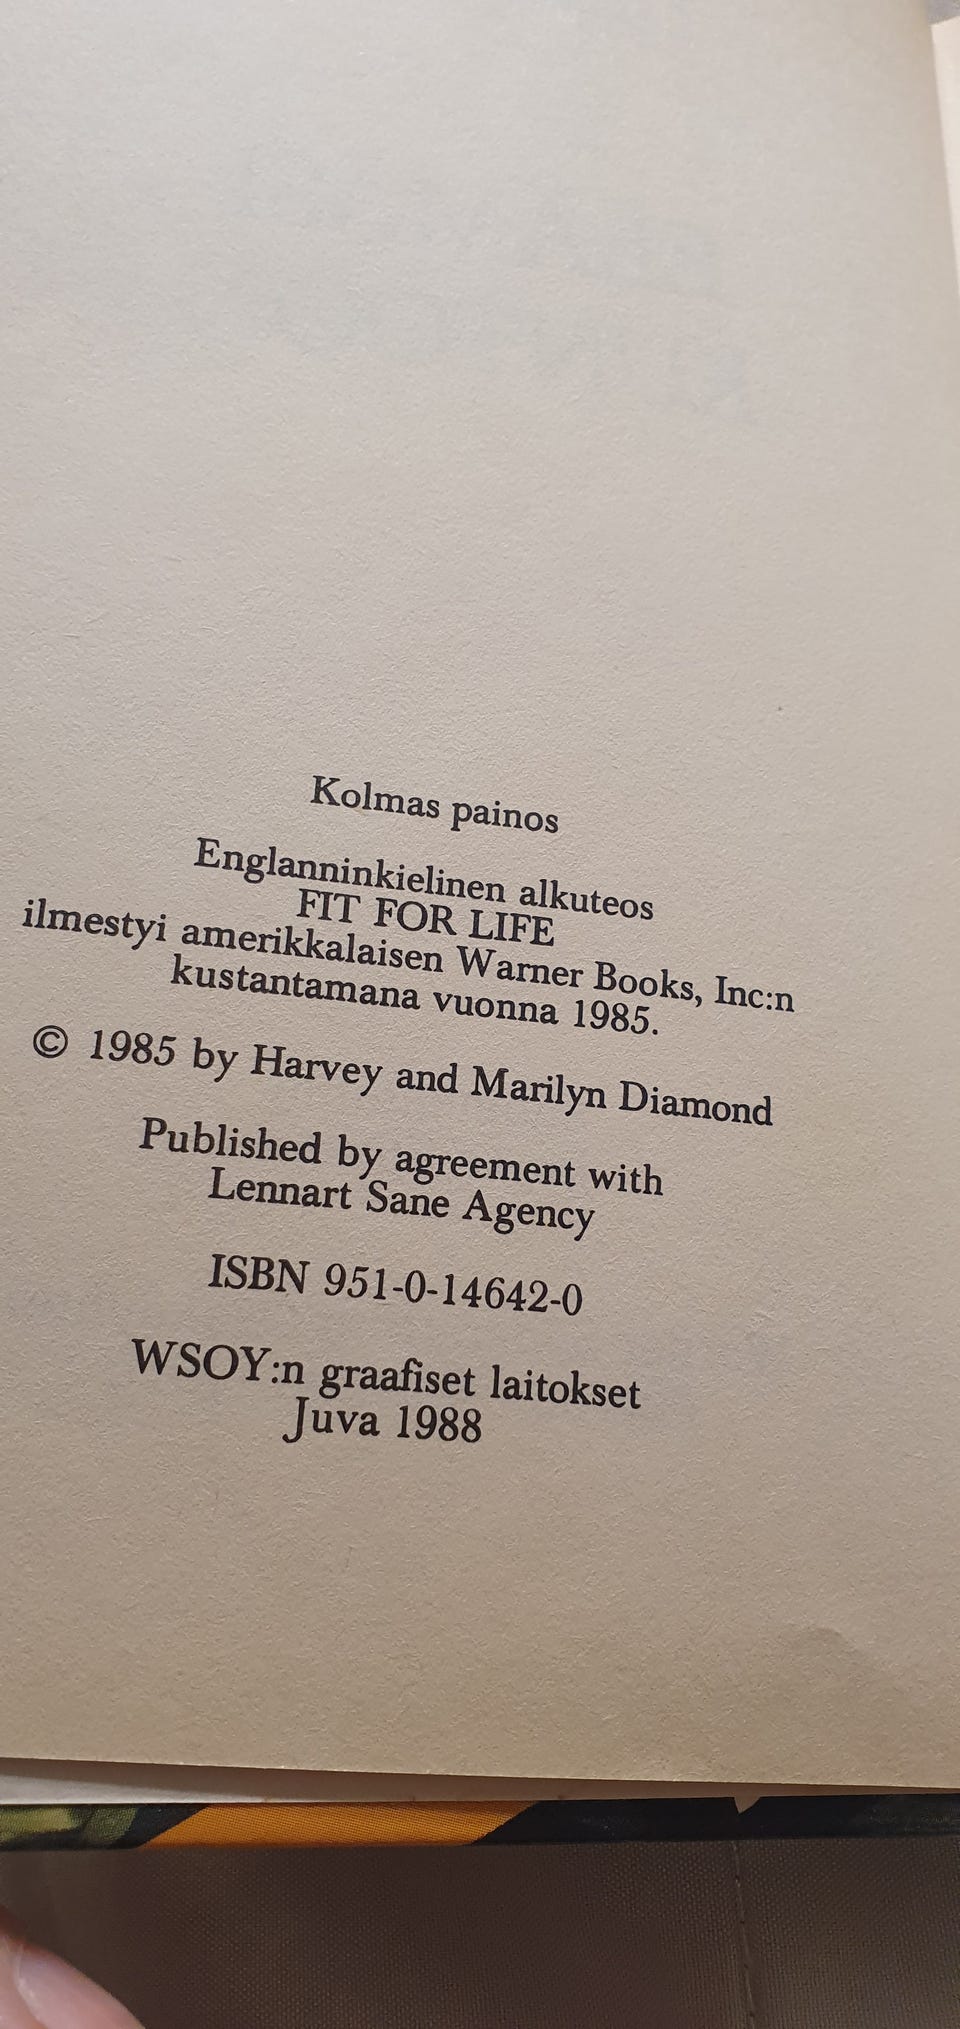 Kolmas painos
Englanninkielinen alkuteos
FIT FOR LIFE
ilmestyi amerikkalaisen Warner Books, Inc:n
kustantamana vuonna 1985.
© 1985 by Harvey and Marilyn Diamond
Published by agreement with
Lennart Sane Agency
ISBN 951-0-14642-0
WSOY:n graafiset laitokset
Juva 1988